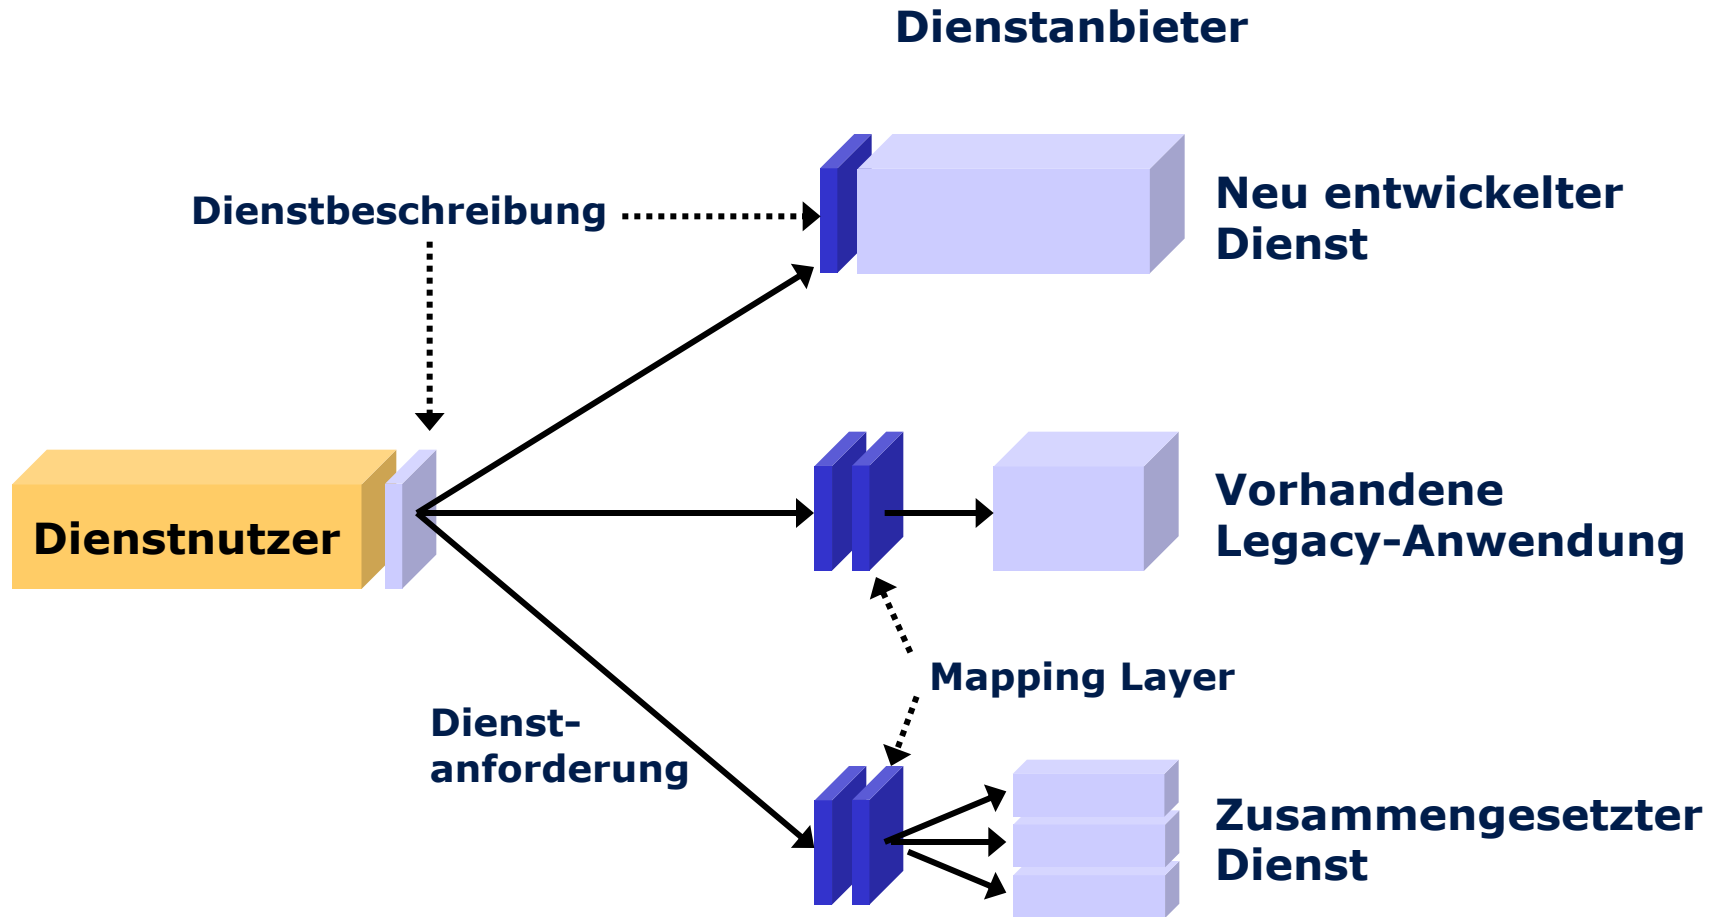 Dienstanbieter
Dienstbeschreibung
Neu entwickelter
Dienst
Dienstnutzer
Vorhandene
Legacy-Anwendung
Mapping Layer
Dienst-
anforderung
Zusammengesetzter
Dienst